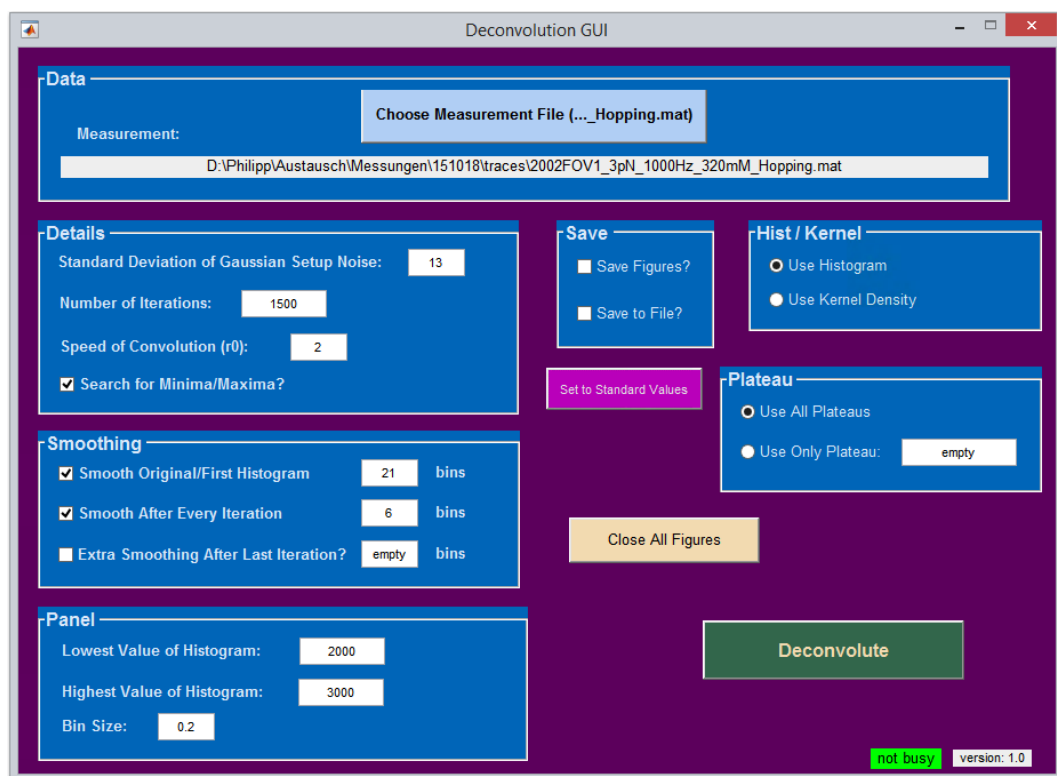 Deconvolution GUI
Data
Choose Measurement File (..._Hopping.mat)
Measurement:
D:\Philipp\Austausch\Messungen\151018\traces\2002FOV1_3pN_1000Hz_320mM_Hopping.mat
Details
Standard Deviation of Gaussian Setup Noise: 13
Number of Iterations: 1500
Speed of Convolution (r0): 2
Search for Minima/Maxima?
Save
Save Figures?
Save to File?
Hist / Kernel
Use Histogram
Use Kernel Density
Set to Standard Values
Plateau
Use All Plateaus
Use Only Plateau: empty
Smoothing
Smooth Original/First Histogram 21 bins
Smooth After Every Iteration 6 bins
Extra Smoothing After Last Iteration? empty bins
Close All Figures
Panel
Lowest Value of Histogram: 2000
Highest Value of Histogram: 3000
Bin Size: 0.2
Deconvolute
not busy version: 1.0